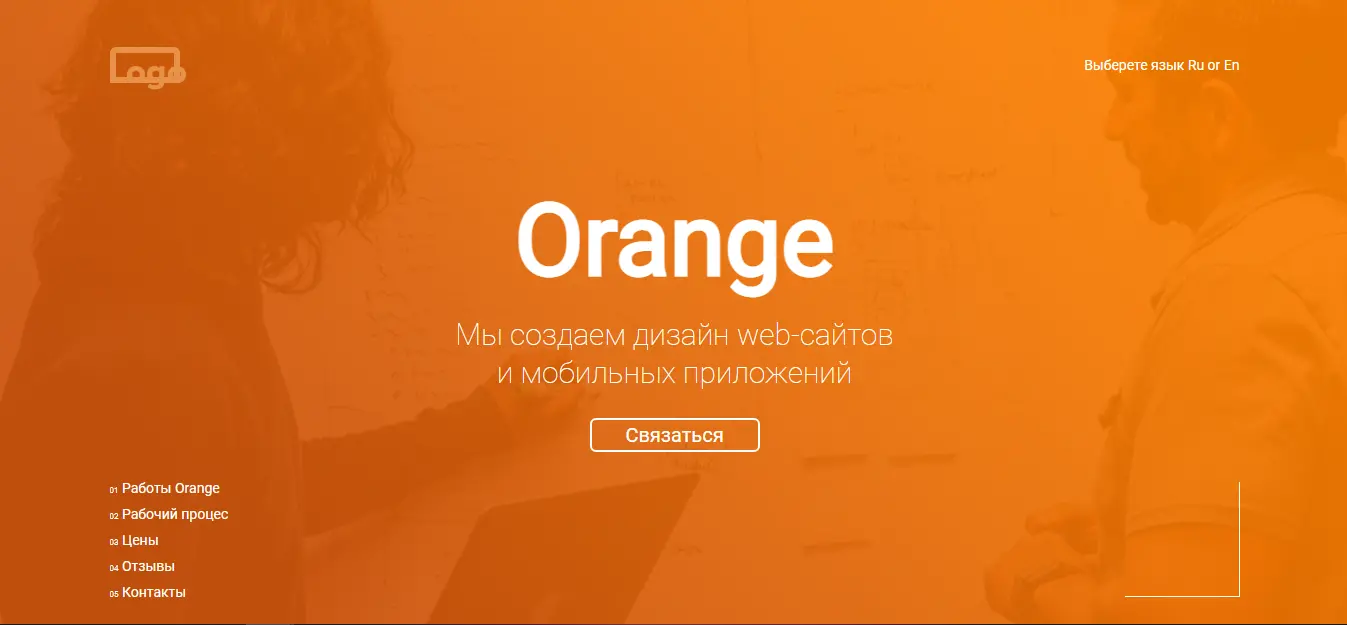 Logo
Выберете язык Ru or En
Orange
Мы создаем дизайн web-сайтов
и мобильных приложений
Связаться
01 Работы Orange
02 Рабочий процес
03 Цены
04 Отзывы
05 Контакты